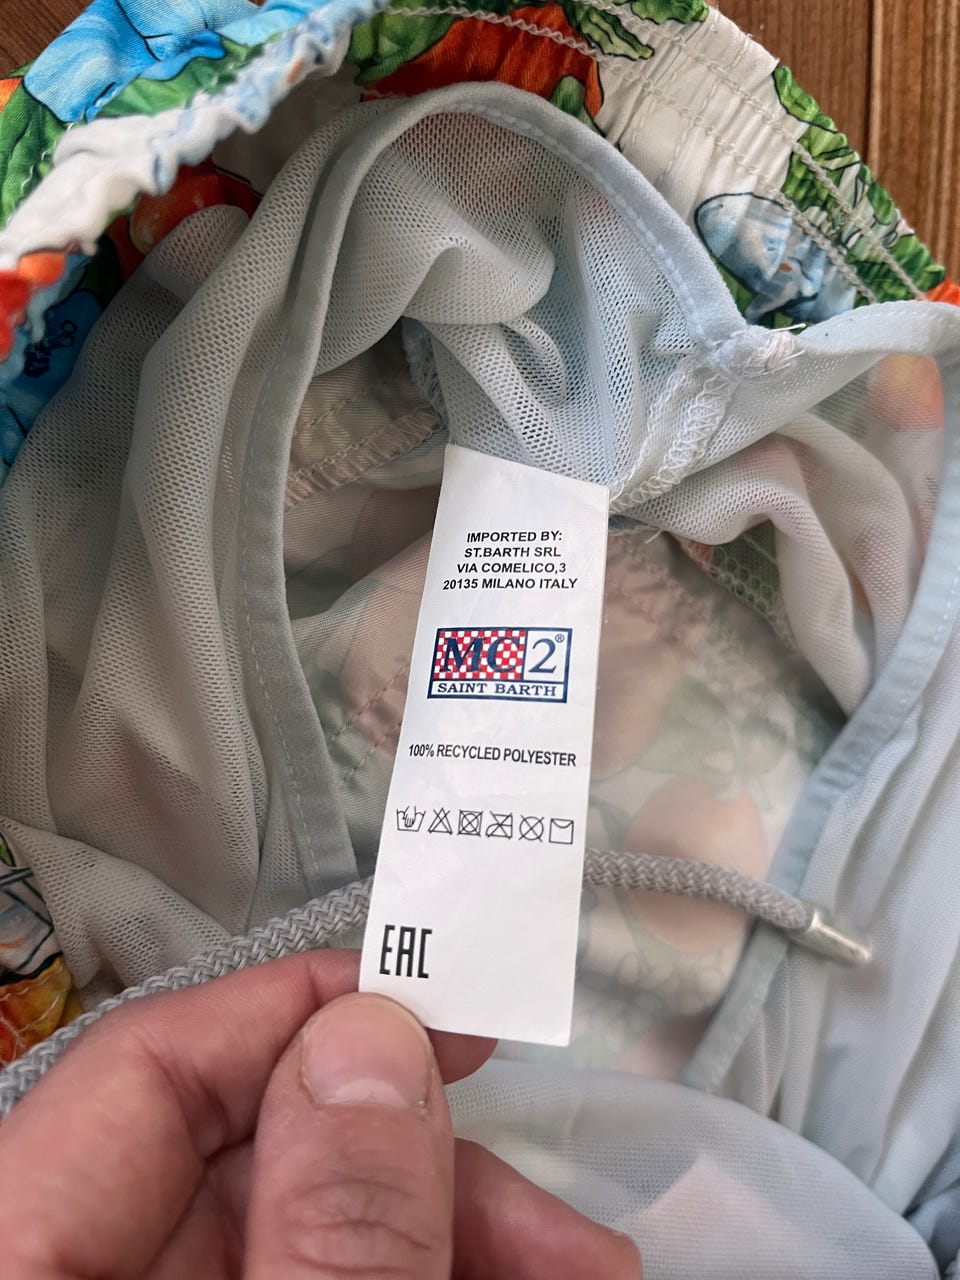 IMPORTED BY:
ST.BARTH SRL
VIA COMELICO,3
20135 MILANO ITALY
MC2®
SAINT BARTH
100% RECYCLED POLYESTER
EAC